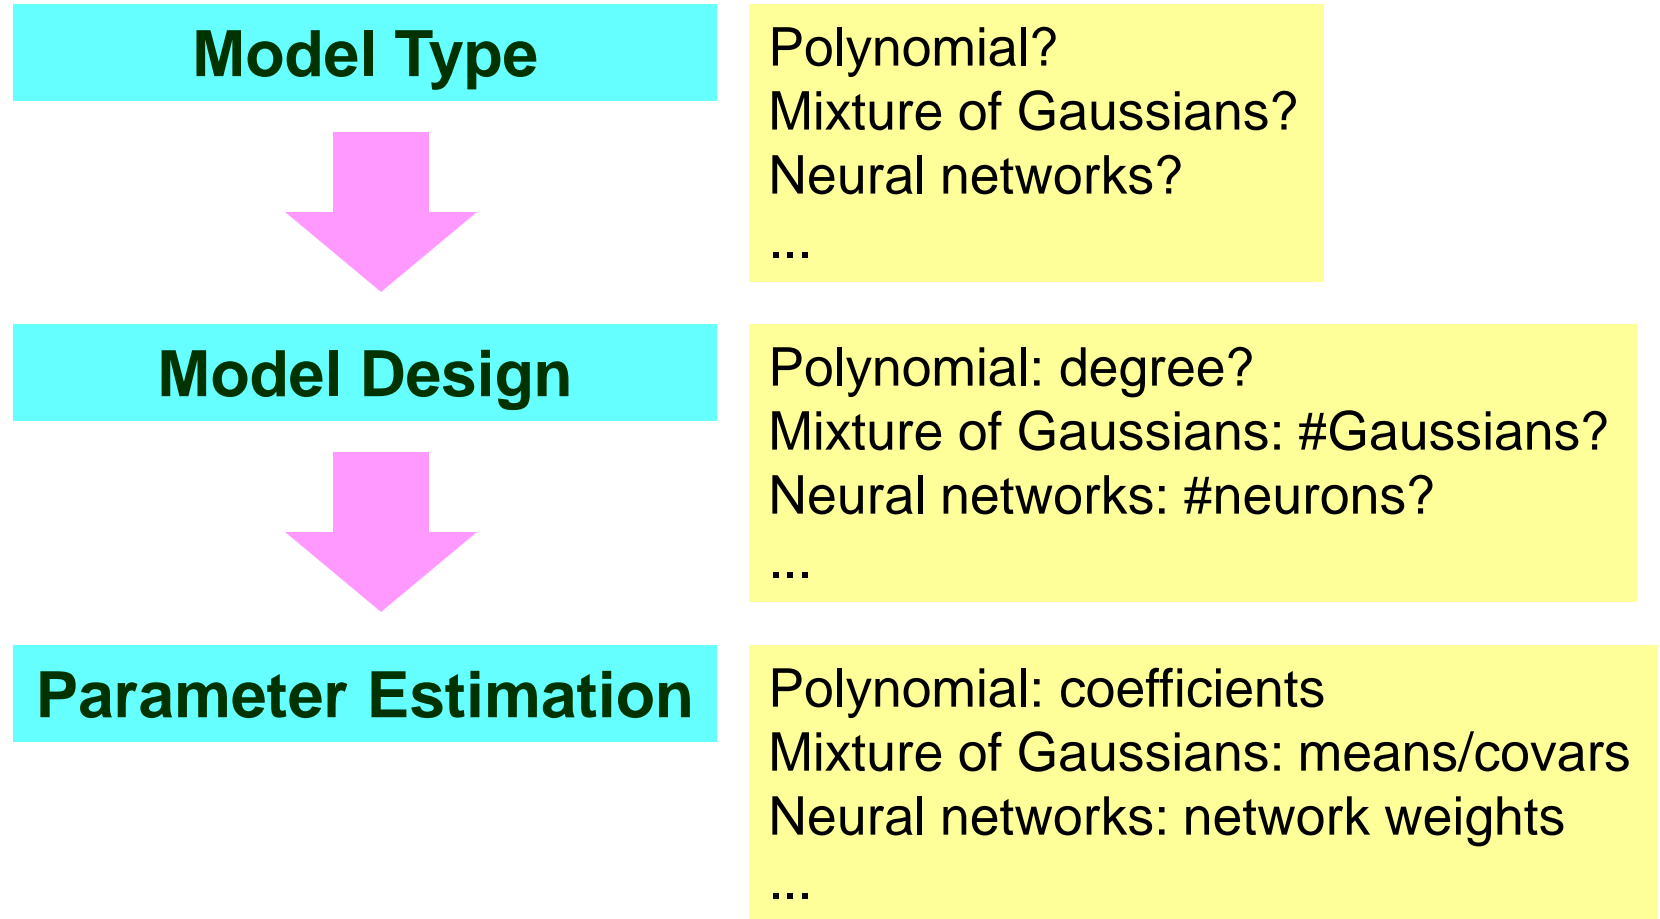 Model Type
Polynomial?
Mixture of Gaussians?
Neural networks?
...
Model Design
Polynomial: degree?
Mixture of Gaussians: #Gaussians?
Neural networks: #neurons?
...
Parameter Estimation
Polynomial: coefficients
Mixture of Gaussians: means/covars
Neural networks: network weights
...